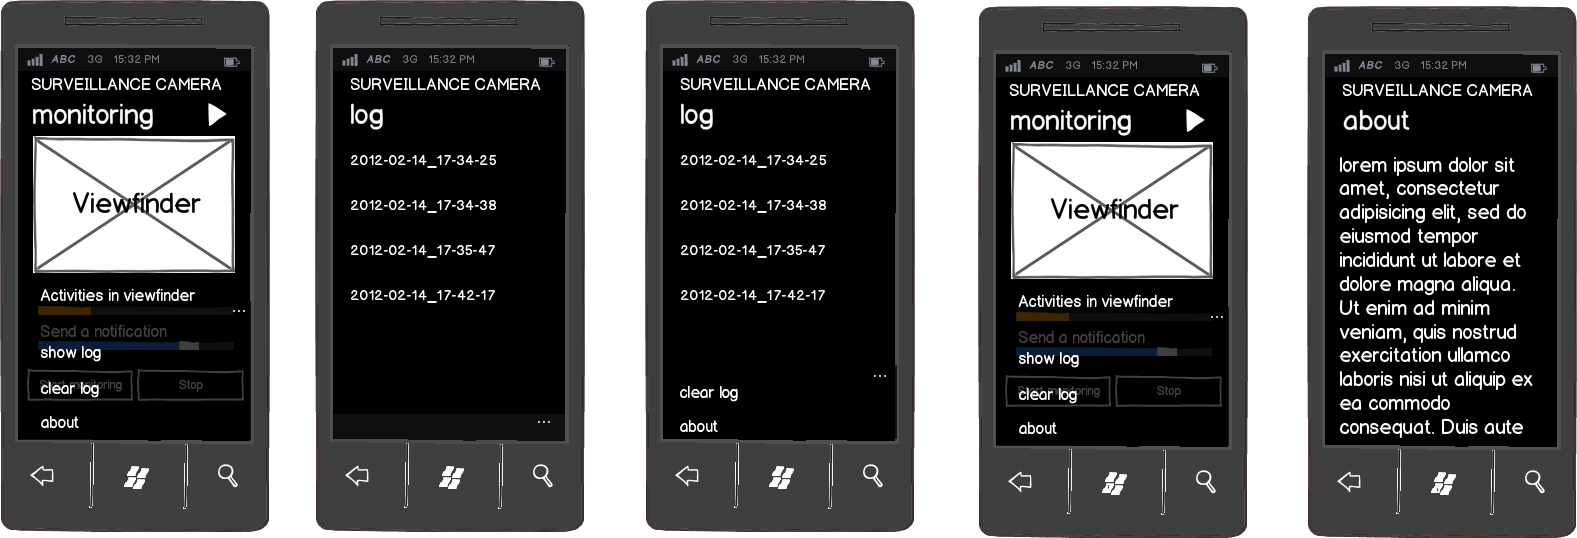 ABC 3G 15:32 PM
SURVEILLANCE CAMERA
monitoring
Viewfinder
Activities in viewfinder
...
Send a notification
show log
Start monitoring
Stop
clear log
about
ABC 3G 15:32 PM
SURVEILLANCE CAMERA
log
2012-02-14_17-34-25
2012-02-14_17-34-38
2012-02-14_17-35-47
2012-02-14_17-42-17
...
ABC 3G 15:32 PM
SURVEILLANCE CAMERA
log
2012-02-14_17-34-25
2012-02-14_17-34-38
2012-02-14_17-35-47
2012-02-14_17-42-17
...
clear log
about
ABC 3G 15:32 PM
SURVEILLANCE CAMERA
monitoring
Viewfinder
Activities in viewfinder
...
Send a notification
show log
Start monitoring
Stop
clear log
about
ABC 3G 15:32 PM
SURVEILLANCE CAMERA
about
lorem ipsum dolor sit
amet, consectetur
adipisicing elit, sed do
eiusmod tempor
incididunt ut labore et
dolore magna aliqua.
Ut enim ad minim
veniam, quis nostrud
exercitation ullamco
laboris nisi ut aliquip ex
ea commodo
consequat. Duis aute